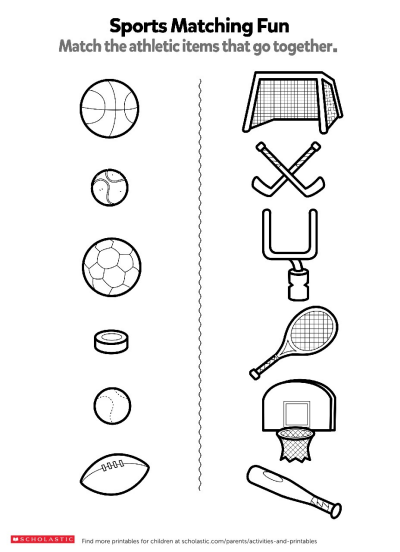 Sports Matching Fun
Match the athletic items that go together.
SCHOLASTIC
Find more printables for children at scholastic.com/parents/activities-and-printables